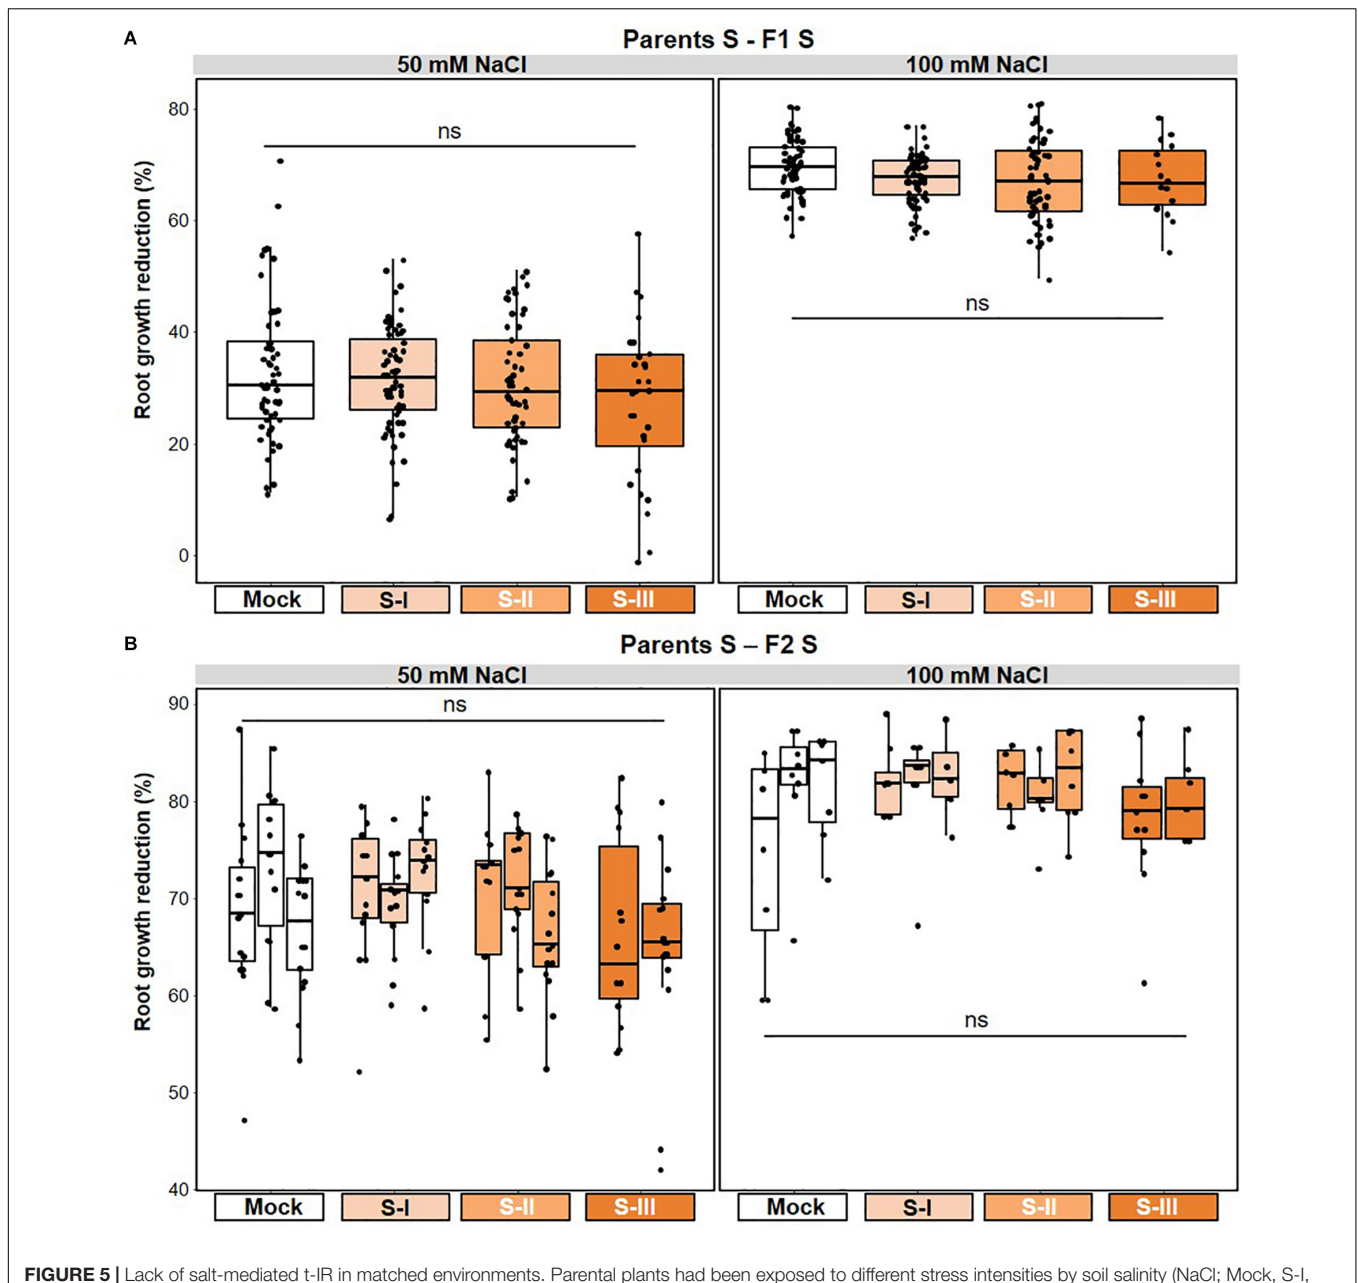 A
Parents S - F1 S
50 mM NaCl
100 mM NaCl
Root growth reduction (%)
80
60
40
20
0
ns
ns
Mock
S-I
S-II
S-III
Mock
S-I
S-II
S-III
B
Parents S – F2 S
50 mM NaCl
100 mM NaCl
Root growth reduction (%)
90
80
70
60
50
40
ns
ns
Mock
S-I
S-II
S-III
Mock
S-I
S-II
S-III
FIGURE 5 | Lack of salt-mediated t-IR in matched environments. Parental plants had been exposed to different stress intensities by soil salinity (NaCl; Mock, S-I,